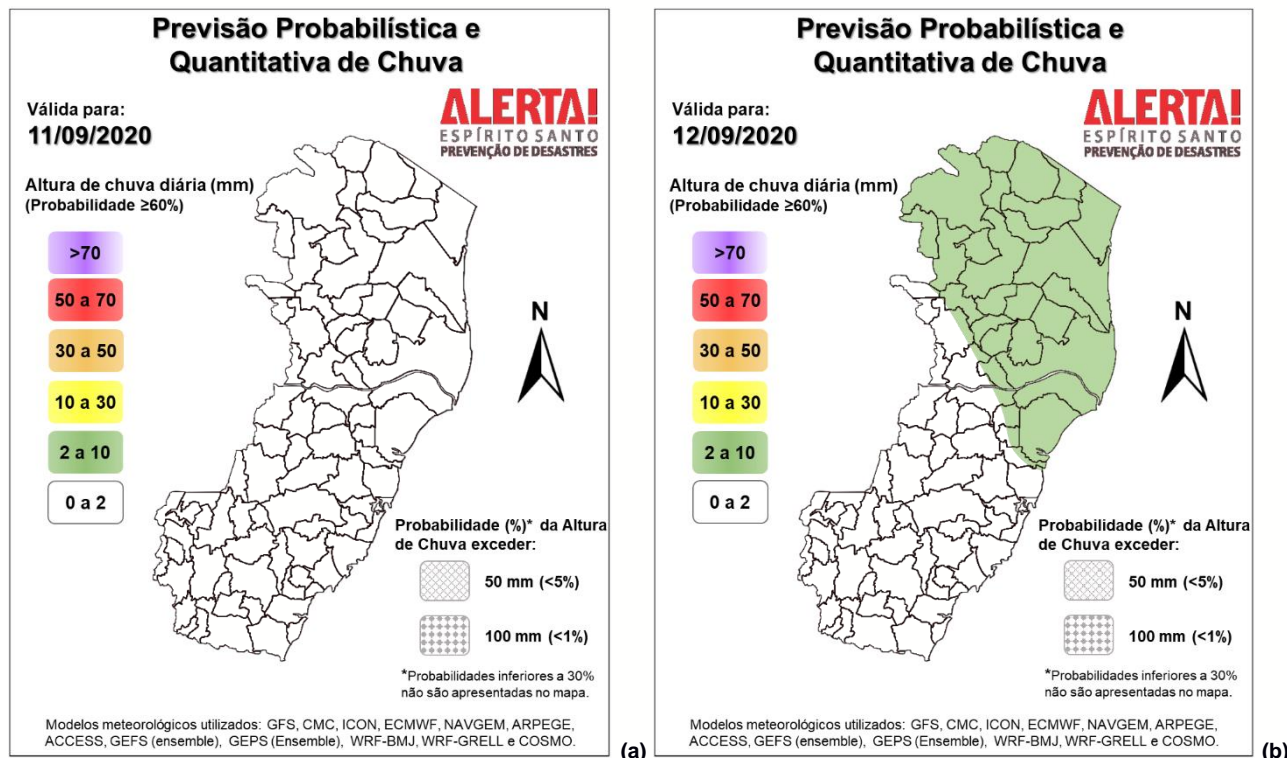 Previsão Probabilística e
Quantitativa de Chuva
Válida para:
11/09/2020
ALERTA!
ESPÍRITO SANTO
PREVENÇÃO DE DESASTRES
Altura de chuva diária (mm)
(Probabilidade ≥60%)
>70
50 a 70
30 a 50
10 a 30
2 a 10
0 a 2
N
Probabilidade (%)* da Altura
de Chuva exceder:
50 mm (<5%)
100 mm (<1%)
*Probabilidades inferiores a 30%
não são apresentadas no mapa.
Modelos meteorológicos utilizados: GFS, CMC, ICON, ECMWF, NAVGEM, ARPEGE,
ACCESS, GEFS (ensemble), GEPS (Ensemble), WRF-BMJ, WRF-GRELL e COSMO.
(a)
Previsão Probabilística e
Quantitativa de Chuva
Válida para:
12/09/2020
ALERTA!
ESPÍRITO SANTO
PREVENÇÃO DE DESASTRES
Altura de chuva diária (mm)
(Probabilidade ≥60%)
>70
50 a 70
30 a 50
10 a 30
2 a 10
0 a 2
N
Probabilidade (%)* da Altura
de Chuva exceder:
50 mm (<5%)
100 mm (<1%)
*Probabilidades inferiores a 30%
não são apresentadas no mapa.
Modelos meteorológicos utilizados: GFS, CMC, ICON, ECMWF, NAVGEM, ARPEGE,
ACCESS, GEFS (ensemble), GEPS (Ensemble), WRF-BMJ, WRF-GRELL e COSMO.
(b)